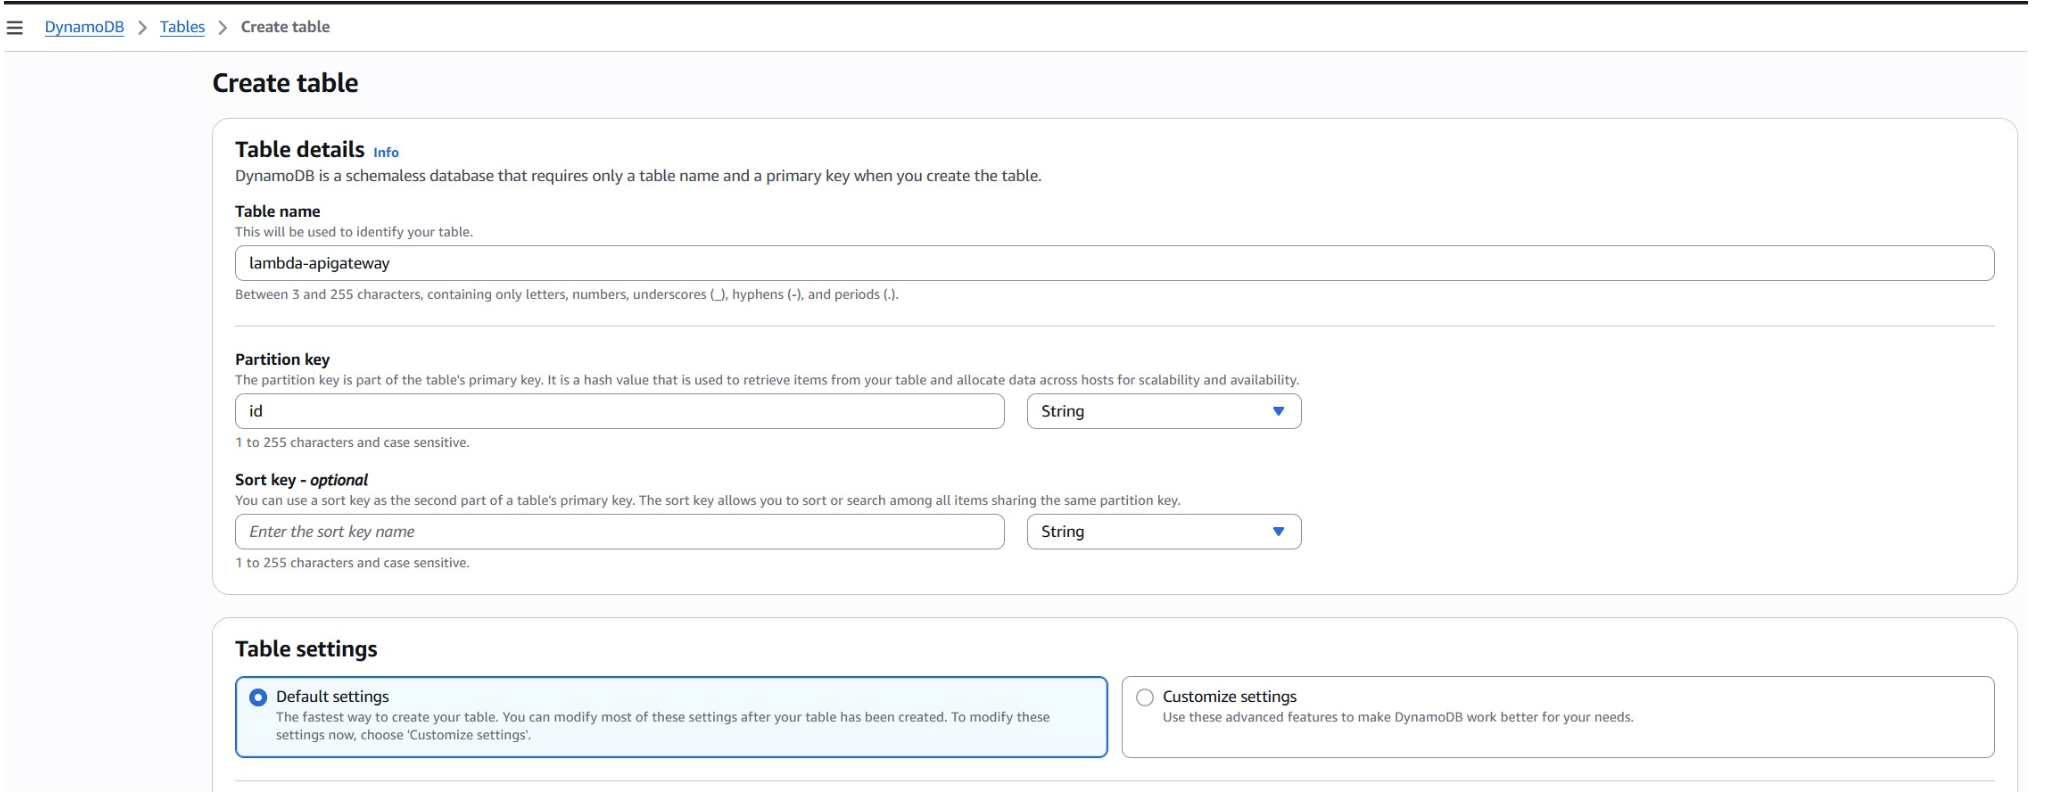 DynamoDB > Tables > Create table
Create table
Table details Info
DynamoDB is a schemaless database that requires only a table name and a primary key when you create the table.
Table name
This will be used to identify your table.
lambda-apigateway
Between 3 and 255 characters, containing only letters, numbers, underscores (_), hyphens (-), and periods (.).
Partition key
The partition key is part of the table's primary key. It is a hash value that is used to retrieve items from your table and allocate data across hosts for scalability and availability.
id String
1 to 255 characters and case sensitive.
Sort key - optional
You can use a sort key as the second part of a table's primary key. The sort key allows you to sort or search among all items sharing the same partition key.
Enter the sort key name String
1 to 255 characters and case sensitive.
Table settings
Default settings
The fastest way to create your table. You can modify most of these settings after your table has been created. To modify these
settings now, choose 'Customize settings'.
Customize settings
Use these advanced features to make DynamoDB work better for your needs.